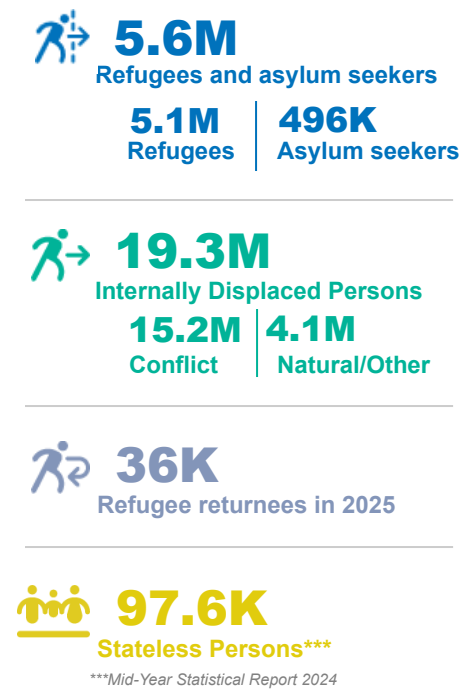 5.6M
Refugees and asylum seekers
5.1M
Refugees
496K
Asylum seekers
19.3M
Internally Displaced Persons
15.2M
Conflict
4.1M
Natural/Other
36K
Refugee returnees in 2025
97.6K
Stateless Persons***
***Mid-Year Statistical Report 2024